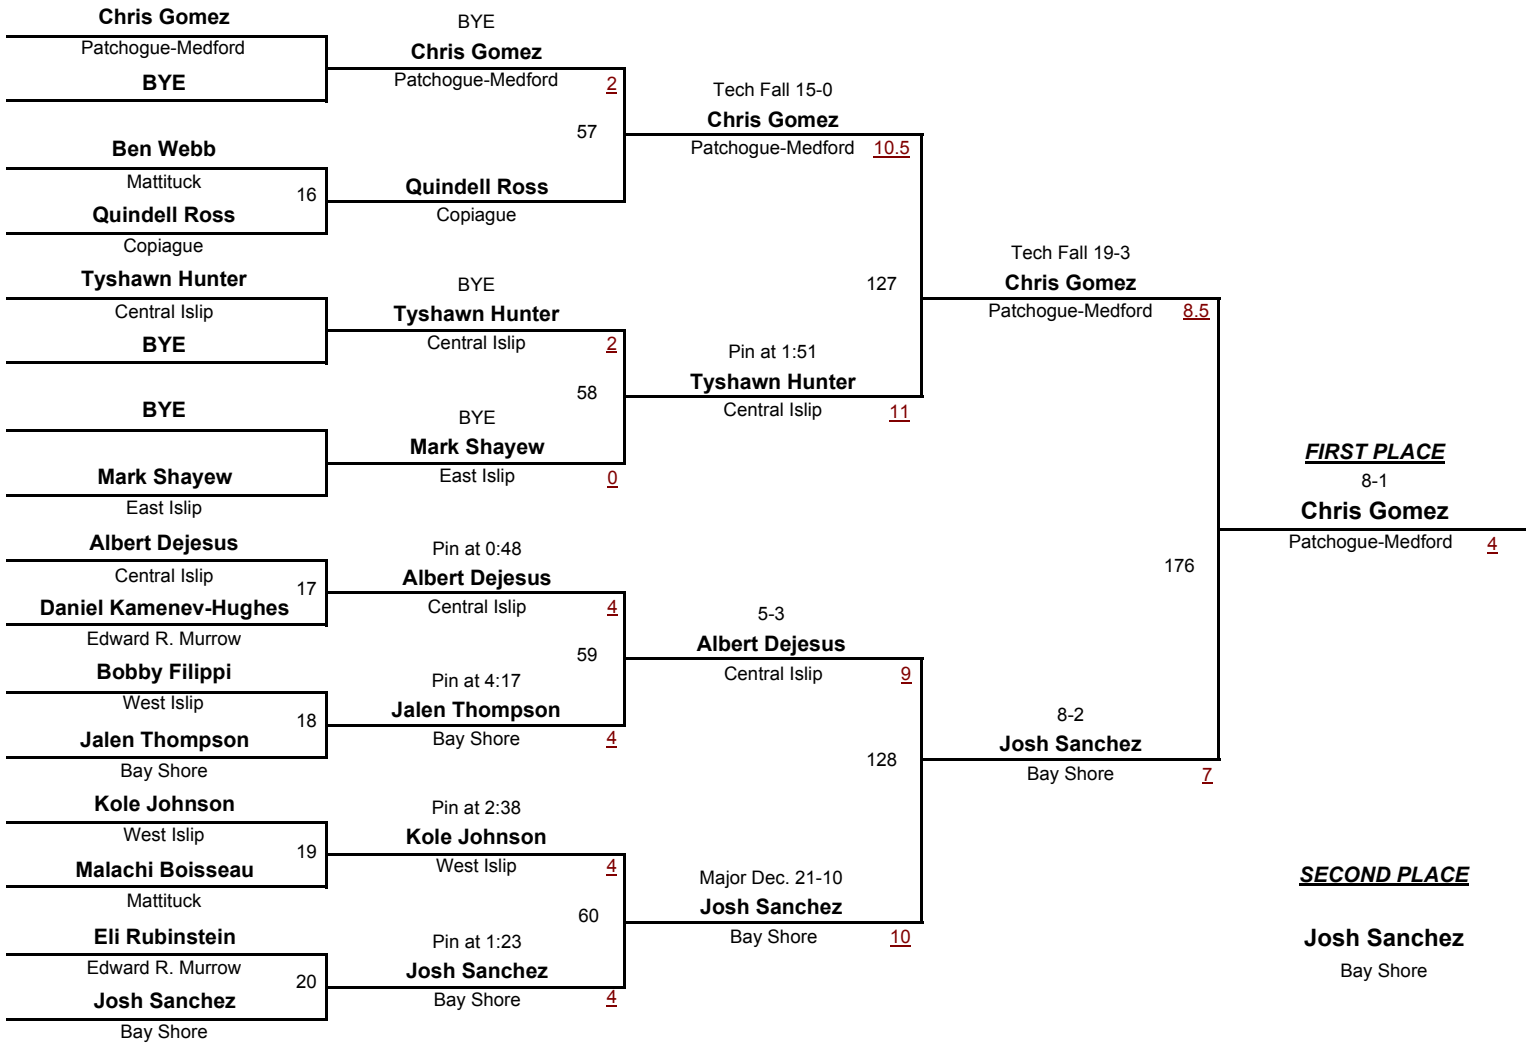 Chris Gomez
Patchogue-Medford
BYE
Ben Webb
Mattituck
16
Quindell Ross
Copiague
Tyshawn Hunter
Central Islip
BYE
BYE
Mark Shayew
East Islip
Albert Dejesus
Central Islip
17
Daniel Kamenev-Hughes
Edward R. Murrow
Bobby Filippi
West Islip
18
Jalen Thompson
Bay Shore
Kole Johnson
West Islip
19
Malachi Boisseau
Mattituck
Eli Rubinstein
Edward R. Murrow
20
Josh Sanchez
Bay Shore
BYE
Chris Gomez
Patchogue-Medford 2
57
Quindell Ross
Copiague
BYE
Tyshawn Hunter
Central Islip 2
58
BYE
Mark Shayew
East Islip 0
Pin at 0:48
Albert Dejesus
Central Islip 4
59
Pin at 4:17
Jalen Thompson
Bay Shore 4
Pin at 2:38
Kole Johnson
West Islip 4
60
Pin at 1:23
Josh Sanchez
Bay Shore 4
Tech Fall 15-0
Chris Gomez
Patchogue-Medford 10.5
127
Pin at 1:51
Tyshawn Hunter
Central Islip 11
5-3
Albert Dejesus
Central Islip 9
128
Major Dec. 21-10
Josh Sanchez
Bay Shore 10
Tech Fall 19-3
Chris Gomez
Patchogue-Medford 8.5
176
8-2
Josh Sanchez
Bay Shore 7
FIRST PLACE
8-1
Chris Gomez
Patchogue-Medford 4
SECOND PLACE
Josh Sanchez
Bay Shore